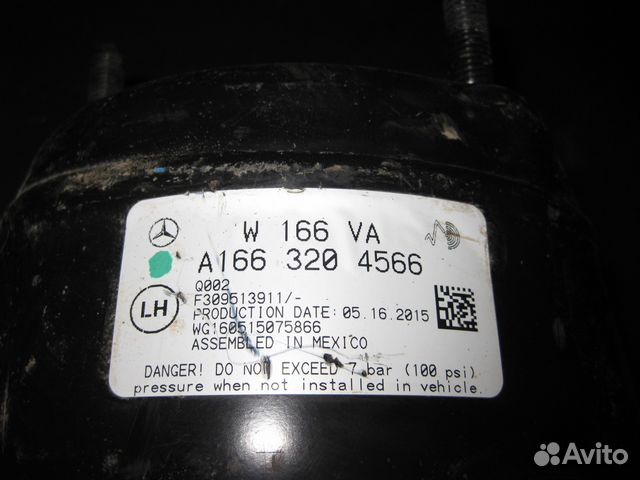 W 166 VA
A166 320 4566
Q002
F309513911/-
LH
PRODUCTION DATE: 05.16.2015
WG160515075866
ASSEMBLED IN MEXICO
DANGER! DO NOT EXCEED 7 bar (100 psi)
pressure when not installed in vehicle.
Avito